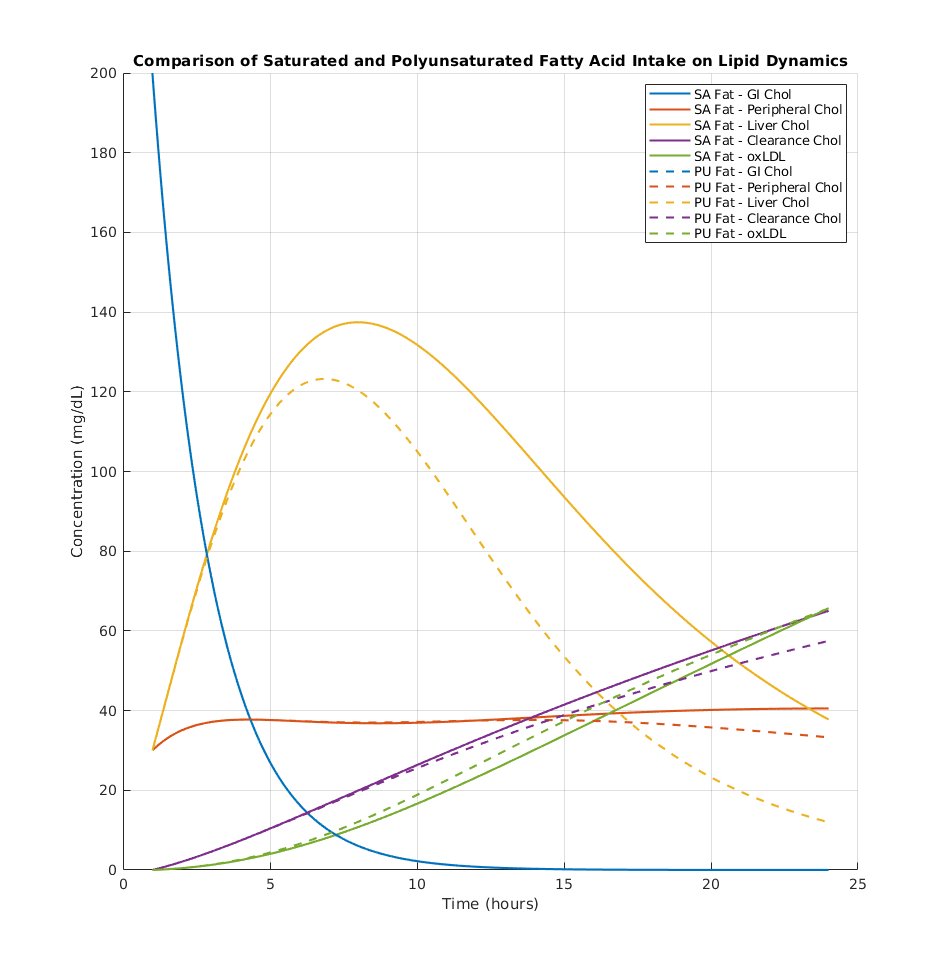 Comparison of Saturated and Polyunsaturated Fatty Acid Intake on Lipid Dynamics
200
180
160
140
120
100
80
60
40
20
0
Concentration (mg/dL)
SA Fat - GI Chol
SA Fat - Peripheral Chol
SA Fat - Liver Chol
SA Fat - Clearance Chol
SA Fat - oxLDL
PU Fat - GI Chol
PU Fat - Peripheral Chol
PU Fat - Liver Chol
PU Fat - Clearance Chol
PU Fat - oxLDL
0 5 10 15 20 25
Time (hours)